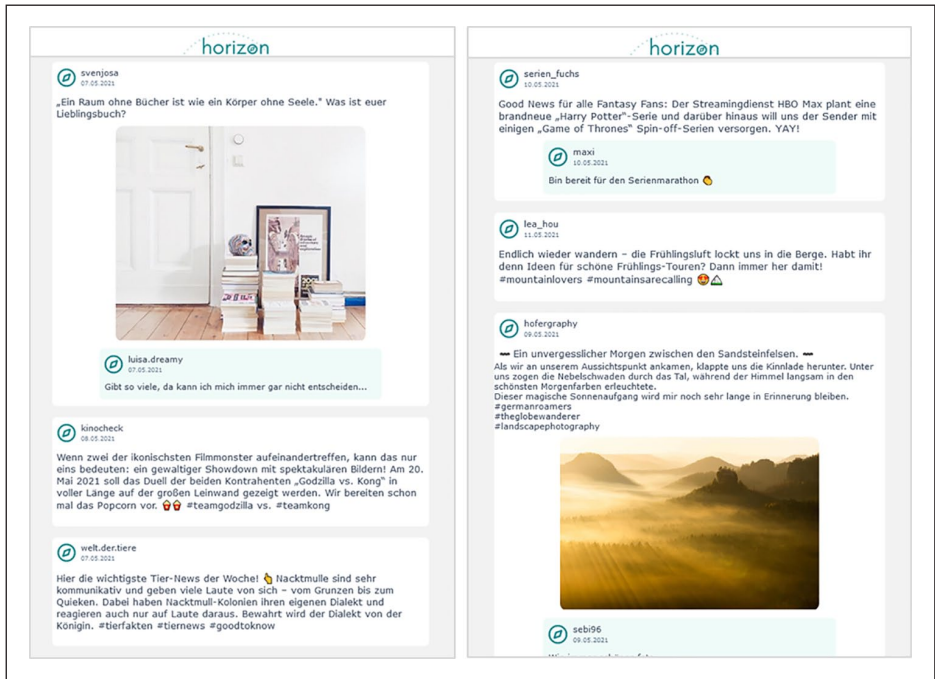 horizon
svenjosa
07.05.2021
„Ein Raum ohne Bücher ist wie ein Körper ohne Seele." Was ist euer
Lieblingsbuch?
luisa.dreamy
07.05.2021
Gibt so viele, da kann ich mich immer gar nicht entscheiden...
kinocheck
08.05.2021
Wenn zwei der ikonischsten Filmmonster aufeinandertreffen, kann das nur
eins bedeuten: ein gewaltiger Showdown mit spektakulären Bildern! Am 20.
Mai 2021 soll das Duell der beiden Kontrahenten „Godzilla vs. Kong“ in
voller Länge auf der großen Leinwand gezeigt werden. Wir bereiten schon
mal das Popcorn vor. 🍿🍿 #teamgodzilla vs. #teamkong
welt.der.tiere
07.05.2021
Hier die wichtigste Tier-News der Woche! 👆 Nacktmulle sind sehr
kommunikativ und geben viele Laute von sich – vom Grunzen bis zum
Quieken. Dabei haben Nacktmull-Kolonien ihren eigenen Dialekt und
reagieren auch nur auf Laute daraus. Bewahrt wird der Dialekt von der
Königin. #tierfakten #tiernews #goodtoknow
horizon
serien_fuchs
10.05.2021
Good News für alle Fantasy Fans: Der Streamingdienst HBO Max plant eine
brandneue „Harry Potter“-Serie und darüber hinaus will uns der Sender mit
einigen „Game of Thrones“ Spin-off-Serien versorgen. YAY!
maxi
10.05.2021
Bin bereit für den Serienmarathon
lea_hou
11.05.2021
Endlich wieder wandern – die Frühlingsluft lockt uns in die Berge. Habt ihr
denn Ideen für schöne Frühlings-Touren? Dann immer her damit!
#mountainlovers #mountainsarecalling 😍
hofergraphy
09.05.2021
Ein unvergesslicher Morgen zwischen den Sandsteinfelsen.
Als wir an unserem Aussichtspunkt ankamen, klappte uns die Kinnlade herunter. Unter
uns zogen die Nebelschwaden durch das Tal, während der Himmel langsam in den
schönsten Morgenfarben erleuchtete.
Dieser magische Sonnenaufgang wird mir noch sehr lange in Erinnerung bleiben.
#germanroamers
#theglobewanderer
#landscapephotography
sebi96
09.05.2021